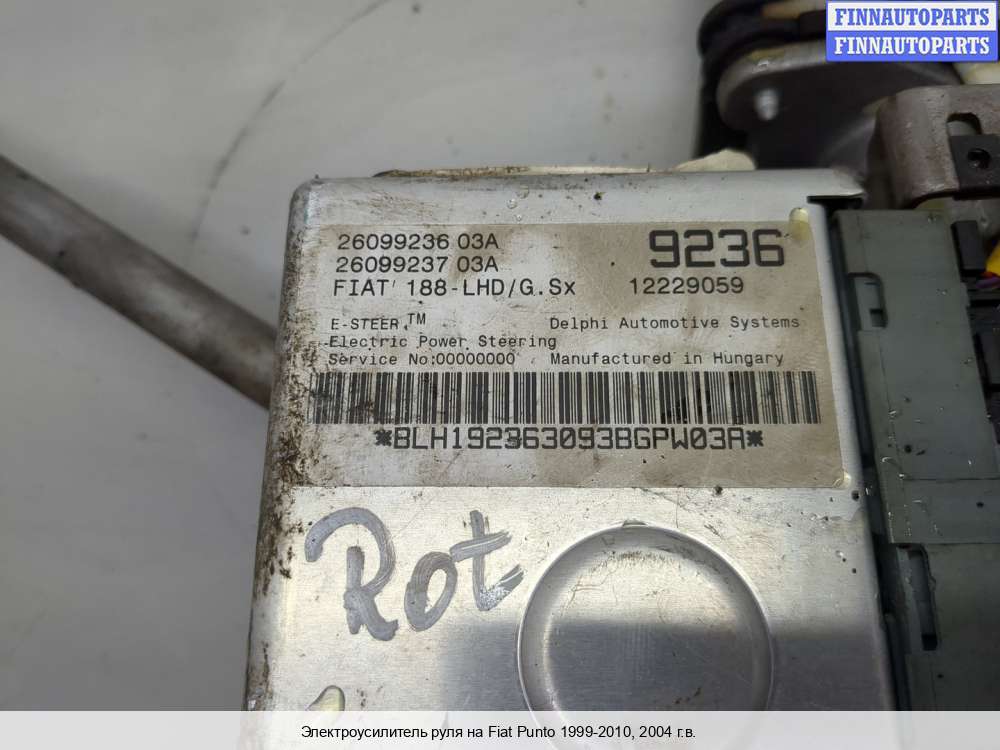 FINNAUTOPARTS
FINNAUTOPARTS
26099236 03A
9236
26099237 03A
FIAT 188-LHD/G.Sx 12229059
E-STEER TM Delphi Automotive Systems
Electric Power Steering
Service No:00000000 Manufactured in Hungary
*BLH192363093BGPW03A*
Rot
Электроусилитель руля на Fiat Punto 1999-2010, 2004 г.в.